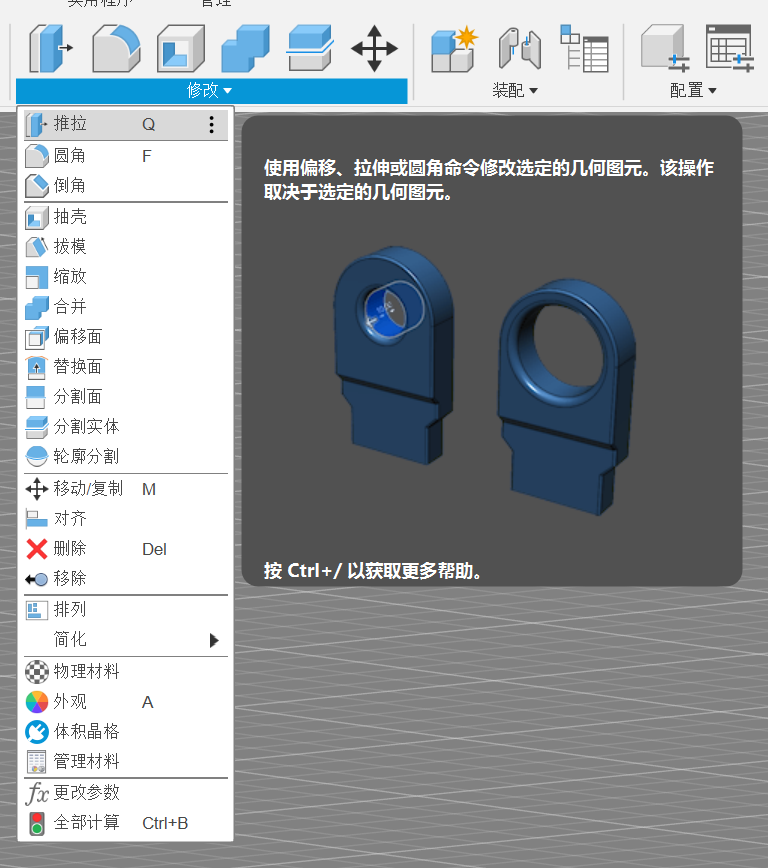 实用程序 管理
修改 装配 配置
推拉 Q
圆角 F
倒角
抽壳
拔模
缩放
合并
偏移面
替换面
分割面
分割实体
轮廓分割
移动/复制 M
对齐
删除 Del
移除
排列
简化
物理材料
外观 A
体积晶格
管理材料
fx 更改参数
全部计算 Ctrl+B
使用偏移、拉伸或圆角命令修改选定的几何图元。该操作
取决于选定的几何图元。
按 Ctrl+/ 以获取更多帮助。